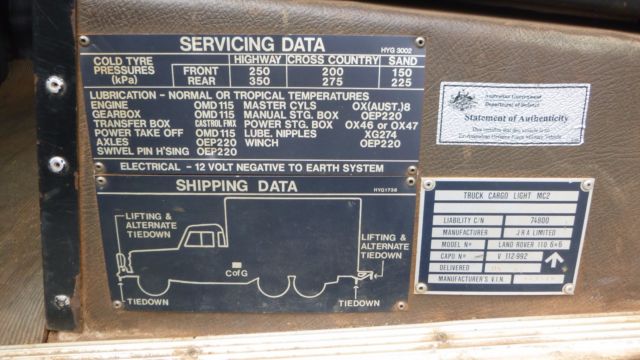 SERVICING DATA
HYG 3002
COLD TYRE PRESSURES (kPa)
HIGHWAY CROSS COUNTRY SAND
FRONT 250 200 150
REAR 350 275 225
LUBRICATION - NORMAL OR TROPICAL TEMPERATURES
ENGINE OMD 115 MASTER CYLS OX(AUST.)8
GEARBOX OMD 115 MANUAL STG. BOX OEP220
TRANSFER BOX CASTROL FMX POWER STG. BOX OX46 or OX47
POWER TAKE OFF OMD 115 LUBE. NIPPLES XG274
AXLES OEP220 WINCH OEP220
SWIVEL PIN H'SING OEP220
ELECTRICAL - 12 VOLT NEGATIVE TO EARTH SYSTEM
SHIPPING DATA
HYG1738
LIFTING & ALTERNATE TIEDOWN
LIFTING & ALTERNATE TIEDOWN
C of G
TIEDOWN
TIEDOWN
Australian Government
Department of Defence
Statement of Authenticity
TRUCK CARGO LIGHT MC2
LIABILITY C/N 74800
MANUFACTURER J·R·A LIMITED
MODEL Nº LAND ROVER 110 6×6
CAPO Nº V 112·992
DELIVERED
MANUFACTURER'S V.I.N.